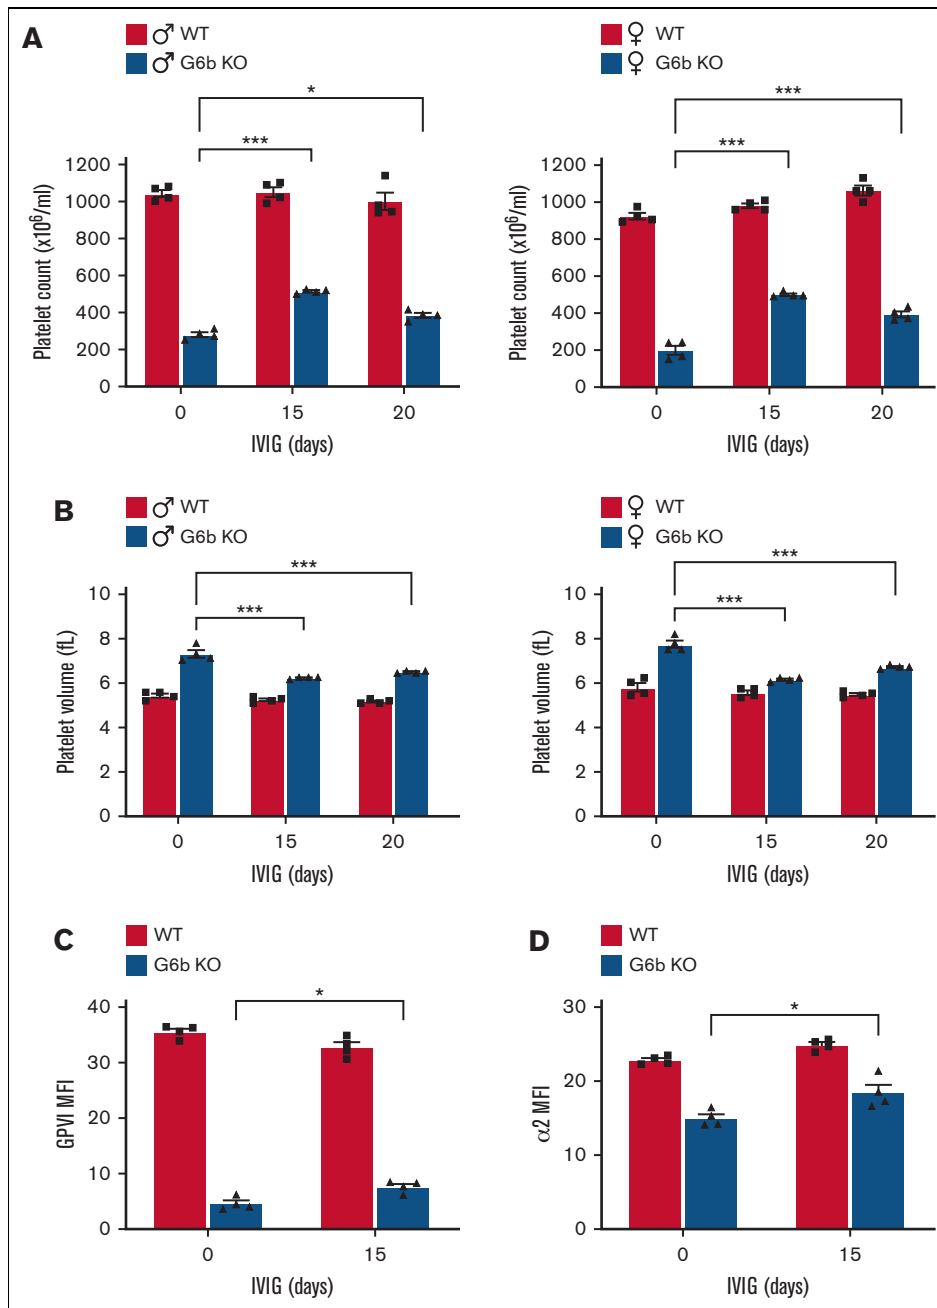 A
♂ WT
♂ G6b KO
*
***
Platelet count (x10⁶/ml)
1200
1000
800
600
400
200
0
0 15 20
IVIG (days)
♀ WT
♀ G6b KO
***
***
Platelet count (x10⁶/ml)
1200
1000
800
600
400
200
0
0 15 20
IVIG (days)
B
♂ WT
♂ G6b KO
***
***
Platelet volume (fL)
10
8
6
4
2
0
0 15 20
IVIG (days)
♀ WT
♀ G6b KO
***
***
Platelet volume (fL)
10
8
6
4
2
0
0 15 20
IVIG (days)
C
WT
G6b KO
*
GPVI MFI
40
30
20
10
0
0 15
IVIG (days)
D
WT
G6b KO
*
α2 MFI
30
20
10
0
0 15
IVIG (days)